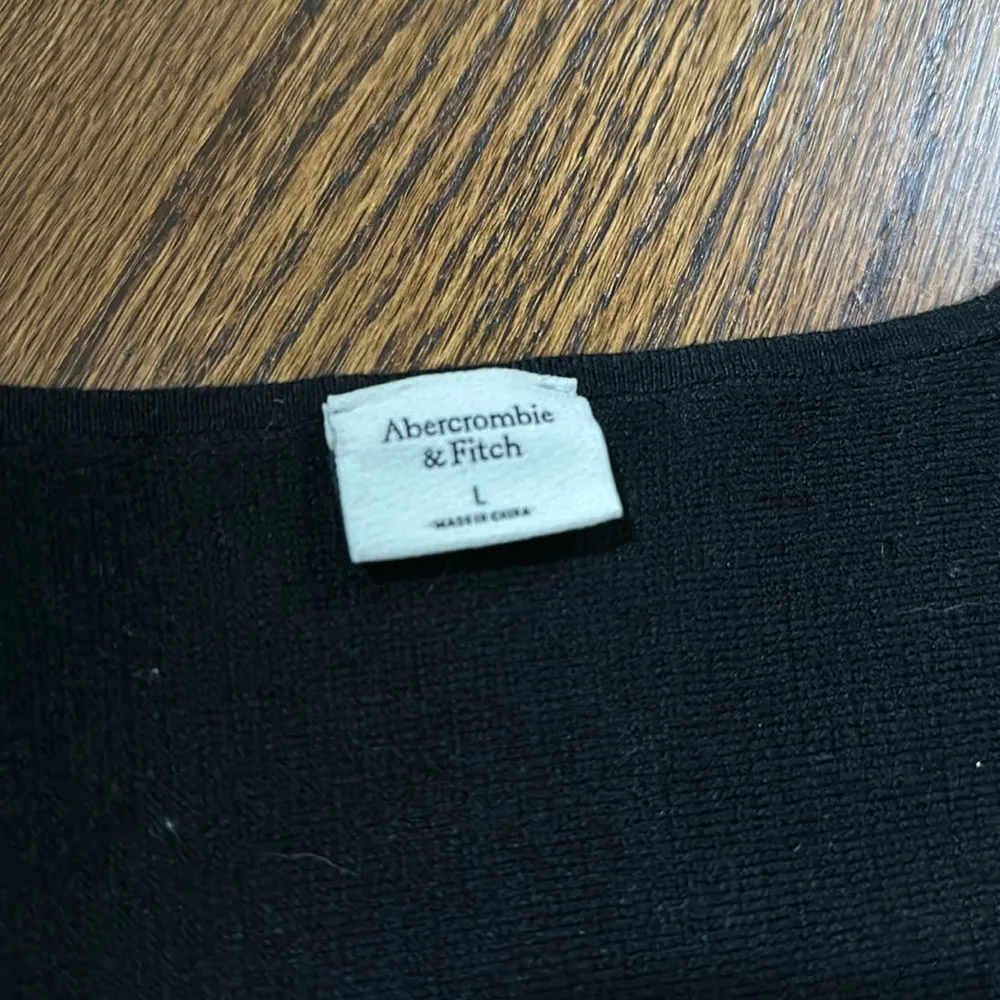 Abercrombie
& Fitch
L
MADE IN CHINA